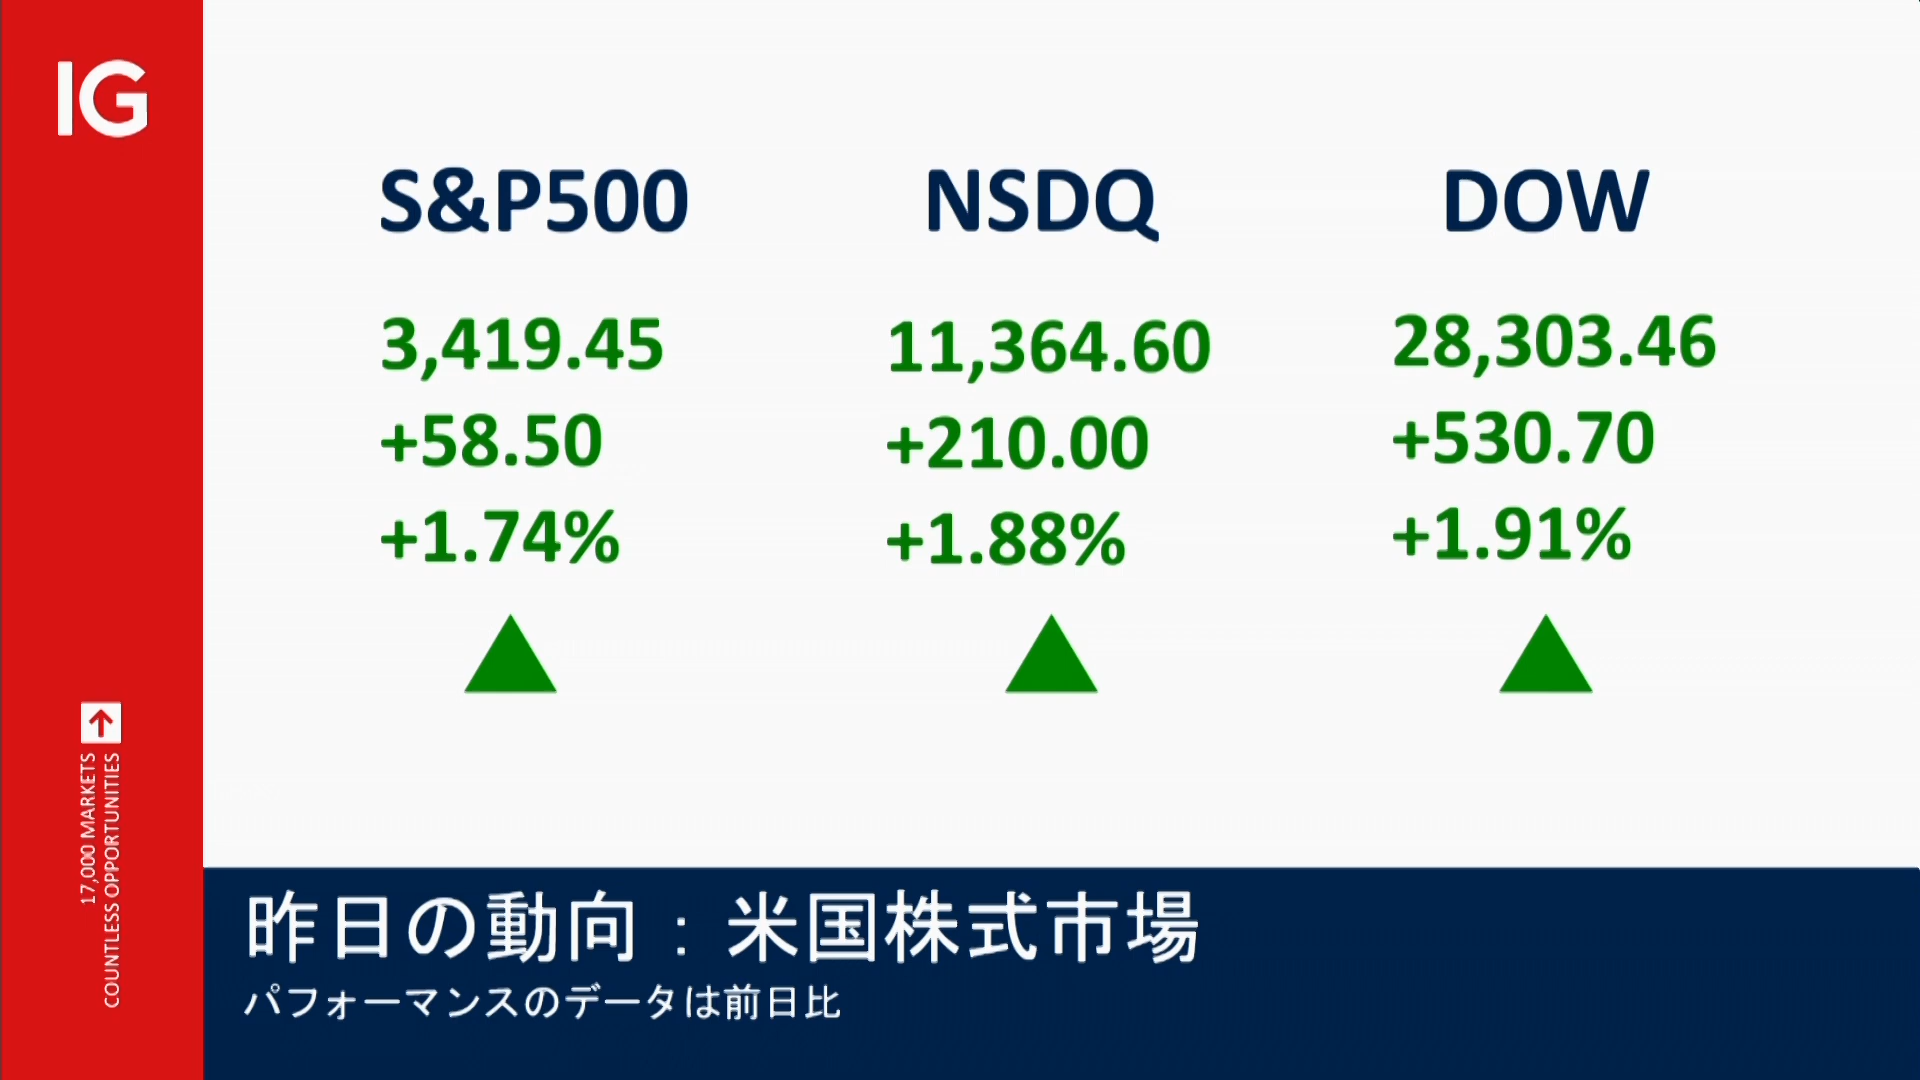 IG
S&P500
3,419.45
+58.50
+1.74%
NSDQ
11,364.60
+210.00
+1.88%
DOW
28,303.46
+530.70
+1.91%
17,000 MARKETS
COUNTLESS OPPORTUNITIES
昨日の動向：米国株式市場
パフォーマンスのデータは前日比